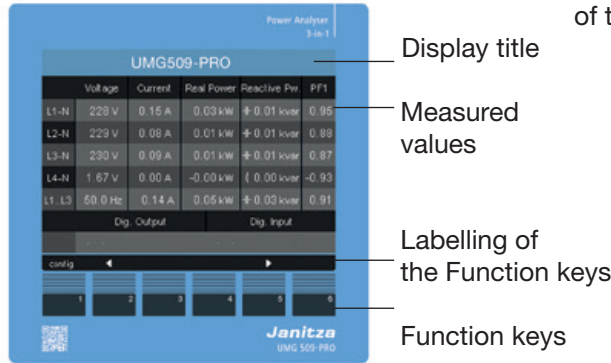 of t
Power Analyser
3-in-1
UMG509-PRO
Display title
Voltage Current Real Power Reactive Pw. PF1
L1-N 228 V 0.15 A 0.03 kW 0.01 kvar 0.95
Measured
values
L2-N 229 V 0.08 A 0.01 kW 0.01 kvar 0.88
L3-N 230 V 0.09 A 0.01 kW 0.01 kvar 0.87
L4-N 1.67 V 0.00 A -0.00 kW 0.00 kvar -0.93
L1..L3 50.0 Hz 0.14 A 0.05 kW 0.03 kvar 0.91
Dig. Output Dig. Input
Labelling of
the Function keys
config
1 2 3 4 5 6
Function keys
Janitza
UMG 509-PRO